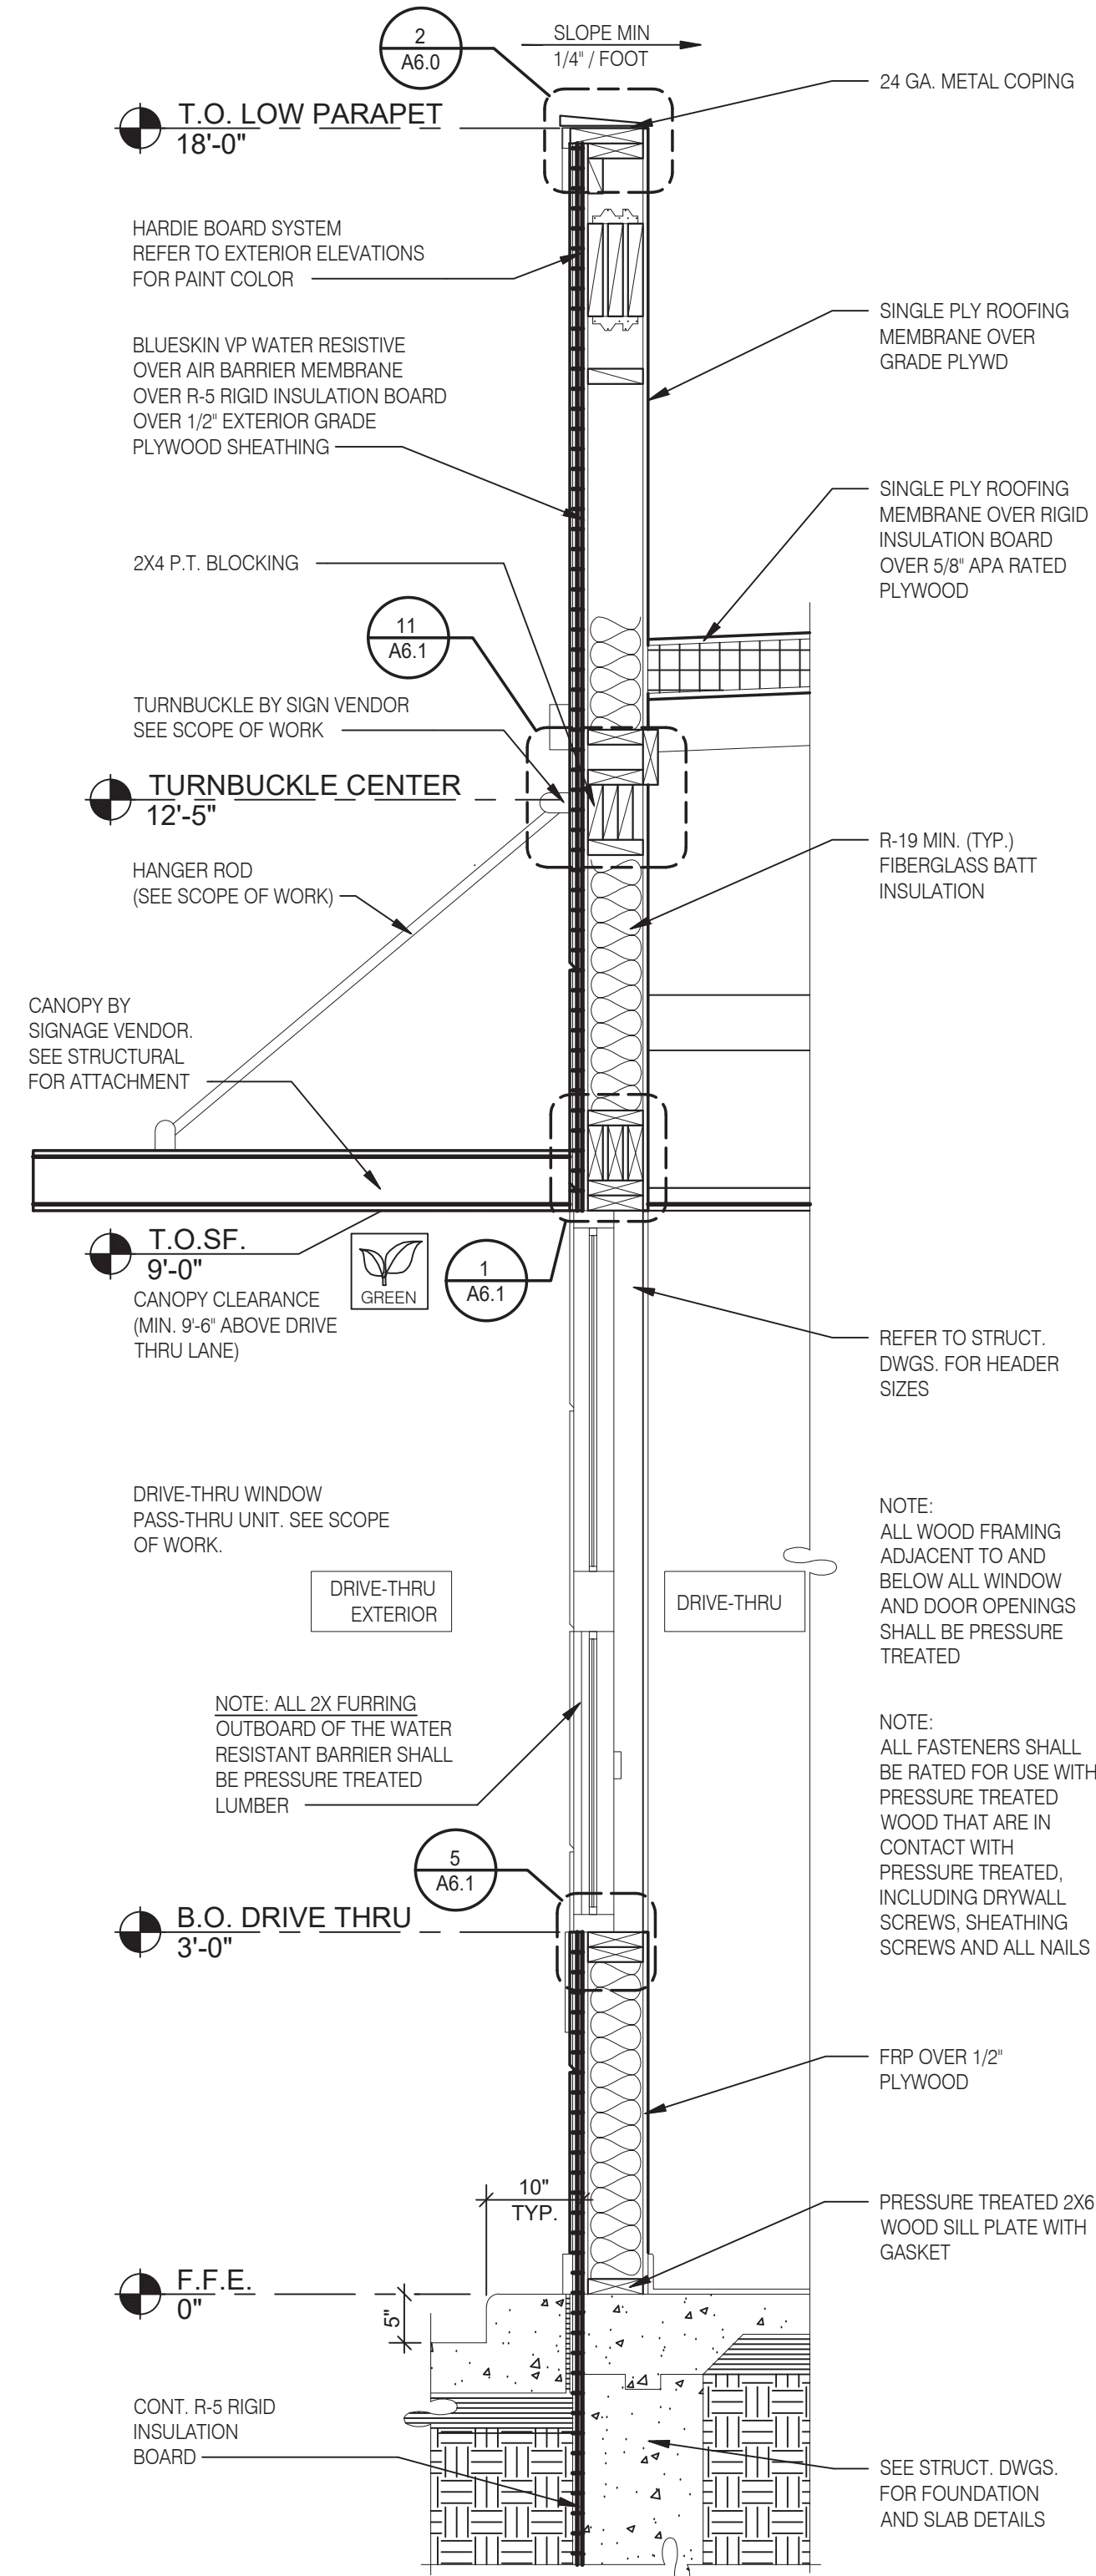 2
A6.0
SLOPE MIN
1/4" / FOOT
24 GA. METAL COPING
T.O. LOW PARAPET
18'-0"
HARDIE BOARD SYSTEM
REFER TO EXTERIOR ELEVATIONS
FOR PAINT COLOR
SINGLE PLY ROOFING
MEMBRANE OVER
GRADE PLYWD
BLUESKIN VP WATER RESISTIVE
OVER AIR BARRIER MEMBRANE
OVER R-5 RIGID INSULATION BOARD
OVER 1/2" EXTERIOR GRADE
PLYWOOD SHEATHING
SINGLE PLY ROOFING
MEMBRANE OVER RIGID
INSULATION BOARD
OVER 5/8" APA RATED
PLYWOOD
2X4 P.T. BLOCKING
11
A6.1
TURNBUCKLE BY SIGN VENDOR
SEE SCOPE OF WORK
TURNBUCKLE CENTER
12'-5"
R-19 MIN. (TYP.)
FIBERGLASS BATT
INSULATION
HANGER ROD
(SEE SCOPE OF WORK)
CANOPY BY
SIGNAGE VENDOR.
SEE STRUCTURAL
FOR ATTACHMENT
T.O.SF.
9'-0"
CANOPY CLEARANCE
(MIN. 9'-6" ABOVE DRIVE
THRU LANE)
GREEN
1
A6.1
REFER TO STRUCT.
DWGS. FOR HEADER
SIZES
DRIVE-THRU WINDOW
PASS-THRU UNIT. SEE SCOPE
OF WORK.
NOTE:
ALL WOOD FRAMING
ADJACENT TO AND
BELOW ALL WINDOW
AND DOOR OPENINGS
SHALL BE PRESSURE
TREATED
DRIVE-THRU
EXTERIOR
DRIVE-THRU
NOTE: ALL 2X FURRING
OUTBOARD OF THE WATER
RESISTANT BARRIER SHALL
BE PRESSURE TREATED
LUMBER
NOTE:
ALL FASTENERS SHALL
BE RATED FOR USE WITH
PRESSURE TREATED
WOOD THAT ARE IN
CONTACT WITH
PRESSURE TREATED,
INCLUDING DRYWALL
SCREWS, SHEATHING
SCREWS AND ALL NAILS
5
A6.1
B.O. DRIVE THRU
3'-0"
FRP OVER 1/2"
PLYWOOD
10"
TYP.
PRESSURE TREATED 2X6
WOOD SILL PLATE WITH
GASKET
F.F.E.
0"
5"
CONT. R-5 RIGID
INSULATION
BOARD
SEE STRUCT. DWGS.
FOR FOUNDATION
AND SLAB DETAILS